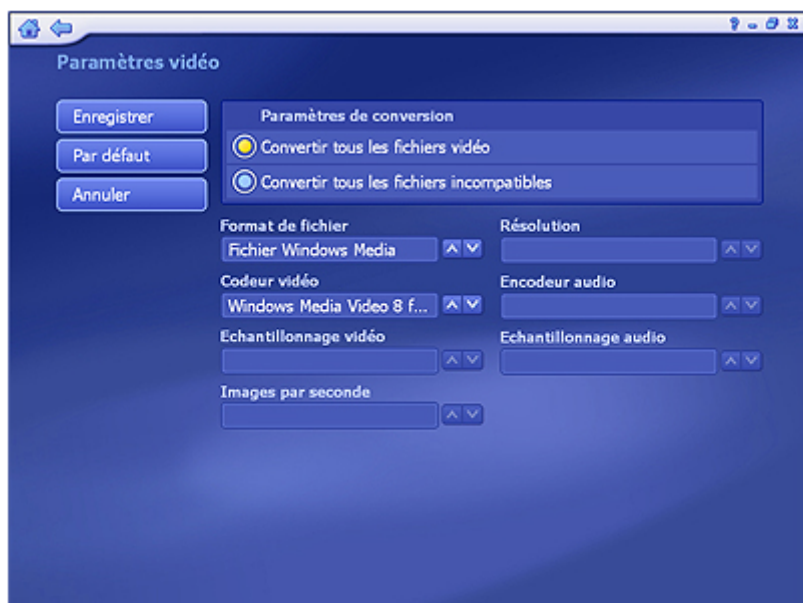 Paramètres vidéo
Enregistrer
Par défaut
Annuler
Paramètres de conversion
Convertir tous les fichiers vidéo
Convertir tous les fichiers incompatibles
Format de fichier
Fichier Windows Media
Résolution
Codeur vidéo
Windows Media Video 8 f...
Encodeur audio
Echantillonnage vidéo
Echantillonnage audio
Images par seconde